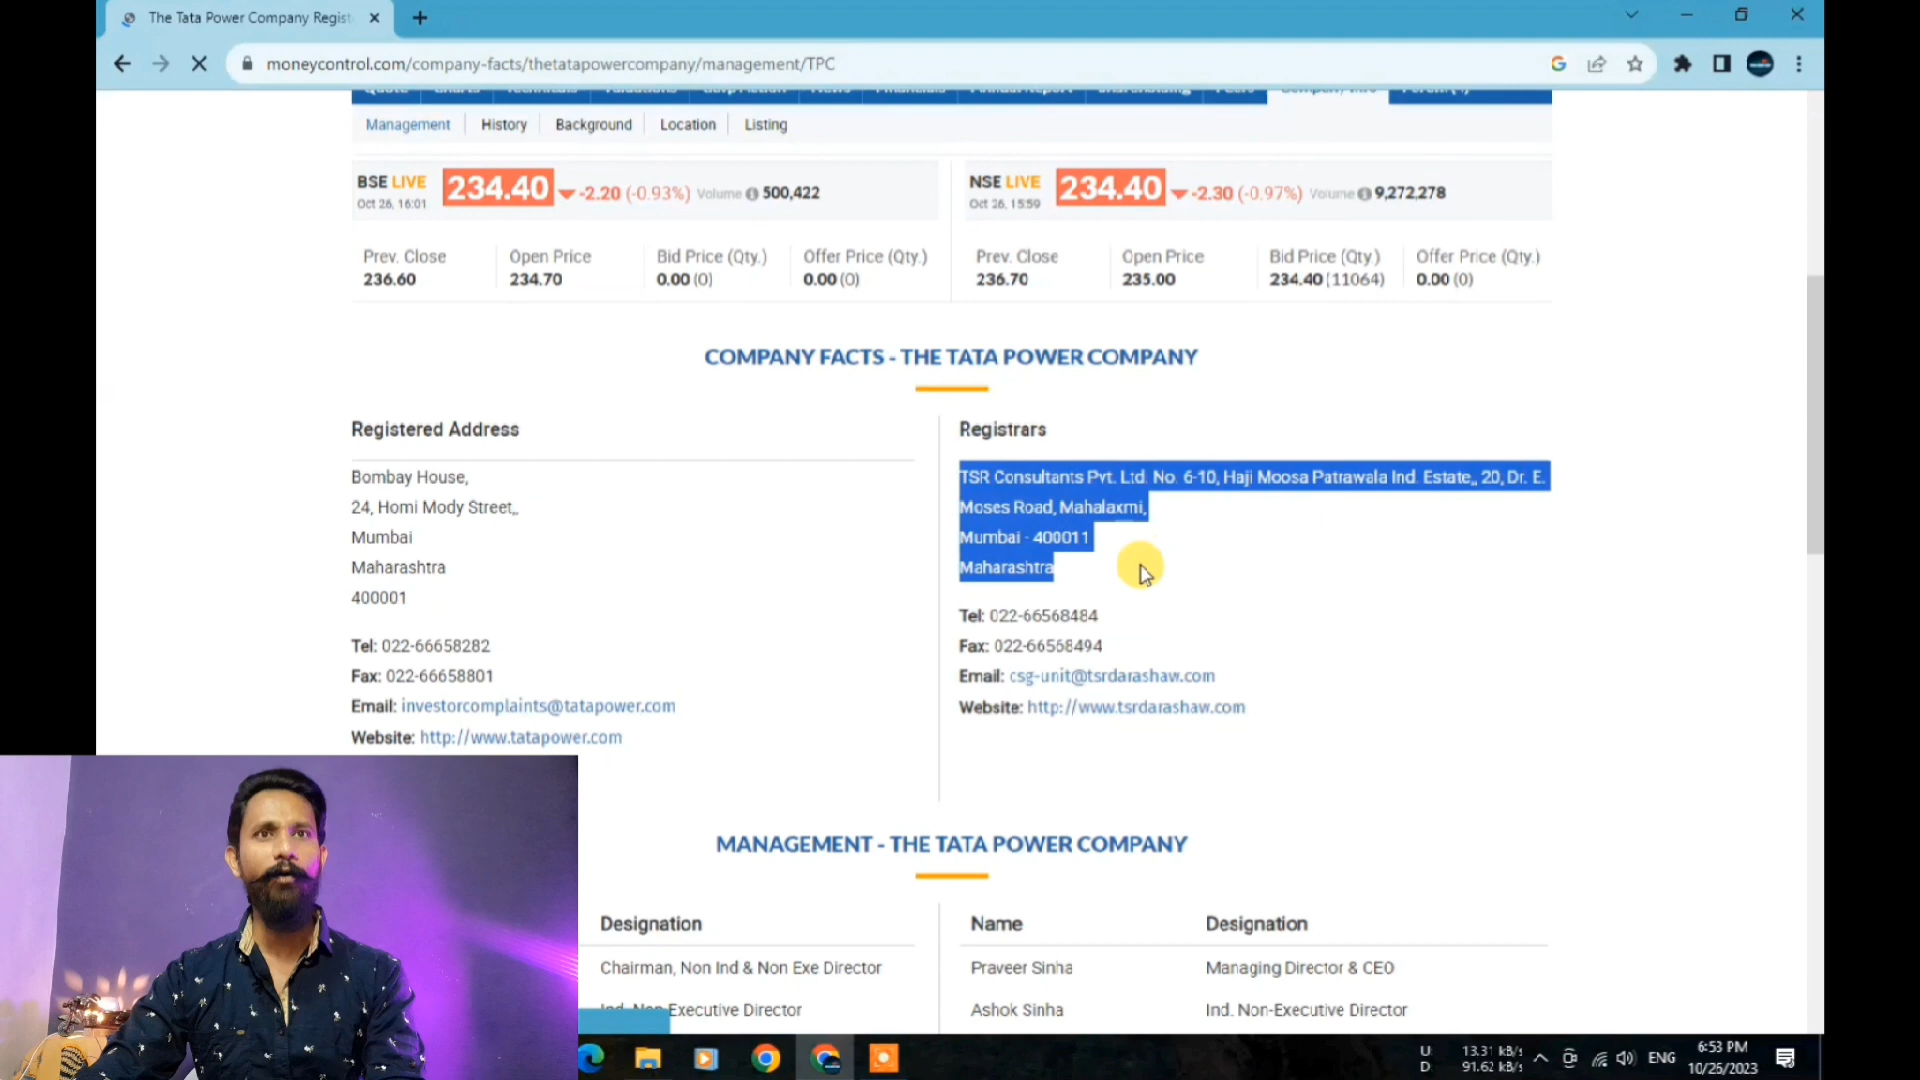 The Tata Power Company Regist
moneycontrol.com/company-facts/thetatapowercompany/management/TPC
Management History Background Location Listing
BSE LIVE 234.40 -2.20 (-0.93%) Volume 500,422
Oct 26, 16:01
NSE LIVE 234.40 -2.30 (-0.97%) Volume 9,272,278
Oct 26, 15:59
Prev. Close Open Price Bid Price (Qty.) Offer Price (Qty.)
236.60 234.70 0.00 (0) 0.00 (0)
Prev. Close Open Price Bid Price (Qty.) Offer Price (Qty.)
236.70 235.00 234.40 (11064) 0.00 (0)
COMPANY FACTS - THE TATA POWER COMPANY
Registered Address
Bombay House,
24, Homi Mody Street,,
Mumbai
Maharashtra
400001
Tel: 022-66658282
Fax: 022-66658801
Email: investorcomplaints@tatapower.com
Website: http://www.tatapower.com
Registrars
TSR Consultants Pvt. Ltd. No. 6-10, Haji Moosa Patrawala Ind. Estate,, 20, Dr. E.
Moses Road, Mahalaxmi,
Mumbai - 400011
Maharashtra
Tel: 022-66568484
Fax: 022-66568494
Email: csg-unit@tsrdarashaw.com
Website: http://www.tsrdarashaw.com
MANAGEMENT - THE TATA POWER COMPANY
Designation Name Designation
Chairman, Non Ind & Non Exe Director Praveer Sinha Managing Director & CEO
Executive Director Ashok Sinha Ind. Non-Executive Director
U: 13.31 kB/s
D: 91.62 kB/s
ENG
6:53 PM
10/26/2023